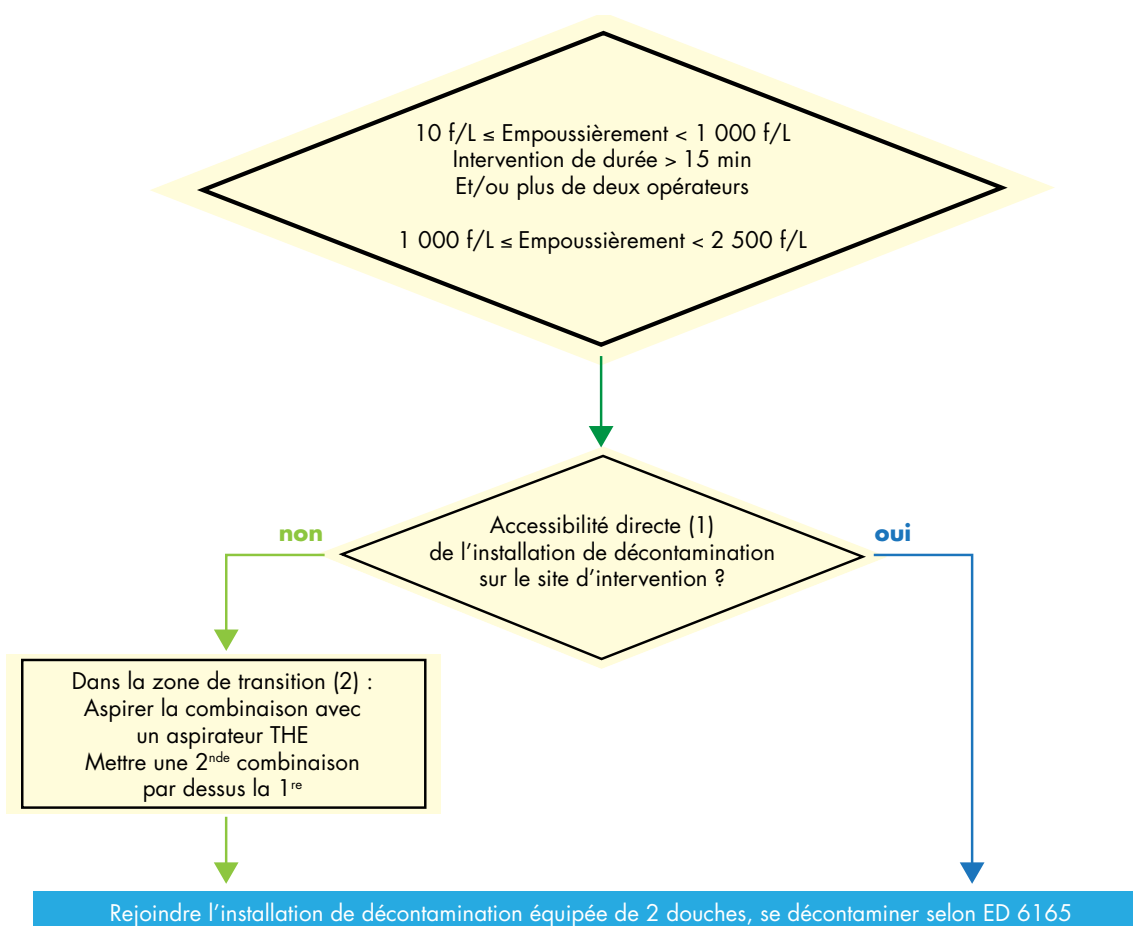 10 f/L ≤ Empoussièrement < 1 000 f/L
Intervention de durée > 15 min
Et/ou plus de deux opérateurs
1 000 f/L ≤ Empoussièrement < 2 500 f/L
non
Accessibilité directe (1)
de l’installation de décontamination
sur le site d’intervention ?
oui
Dans la zone de transition (2) :
Aspirer la combinaison avec
un aspirateur THE
Mettre une 2nde combinaison
par dessus la 1re
Rejoindre l’installation de décontamination équipée de 2 douches, se décontaminer selon ED 6165